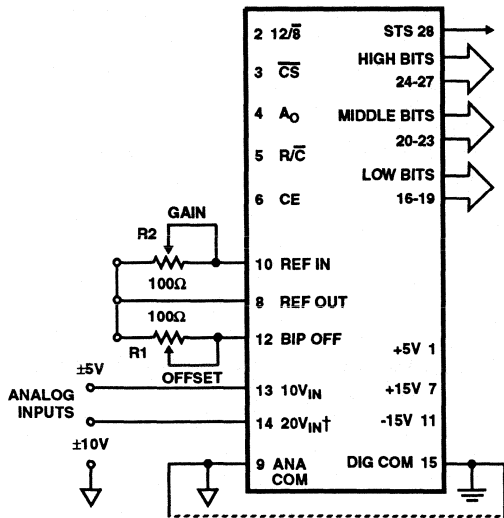 2 12/8̅
STS 28
HIGH BITS
24-27
3 C̅S̅
4 AO
MIDDLE BITS
20-23
5 R/C̅
LOW BITS
16-19
6 CE
GAIN
R2
100Ω
10 REF IN
8 REF OUT
100Ω
R1
OFFSET
12 BIP OFF
+5V 1
±5V
ANALOG
INPUTS
±10V
13 10VIN
+15V 7
14 20VIN†
-15V 11
9 ANA
COM
DIG COM 15